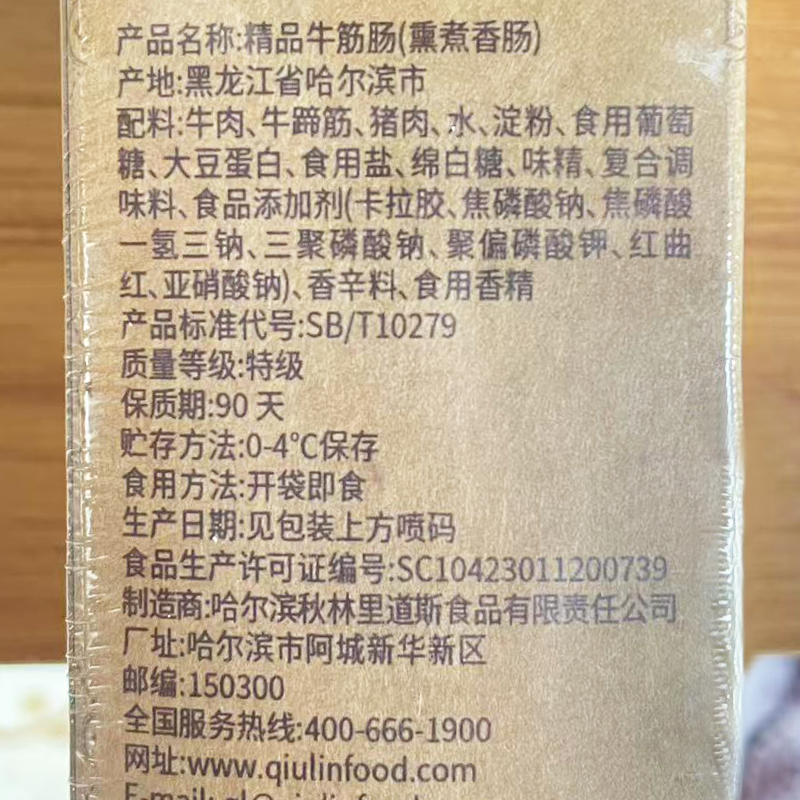 产品名称:精品牛筋肠(熏煮香肠)
产地:黑龙江省哈尔滨市
配料:牛肉、牛蹄筋、猪肉、水、淀粉、食用葡萄
糖、大豆蛋白、食用盐、绵白糖、味精、复合调
味料、食品添加剂(卡拉胶、焦磷酸钠、焦磷酸
一氢三钠、三聚磷酸钠、聚偏磷酸钾、红曲
红、亚硝酸钠)、香辛料、食用香精
产品标准代号:SB/T10279
质量等级:特级
保质期:90 天
贮存方法:0-4℃保存
食用方法:开袋即食
生产日期:见包装上方喷码
食品生产许可证编号:SC10423011200739
制造商:哈尔滨秋林里道斯食品有限责任公司
厂址:哈尔滨市阿城新华新区
邮编:150300
全国服务热线:400-666-1900
网址:www.qiulinfood.com
E-mail: